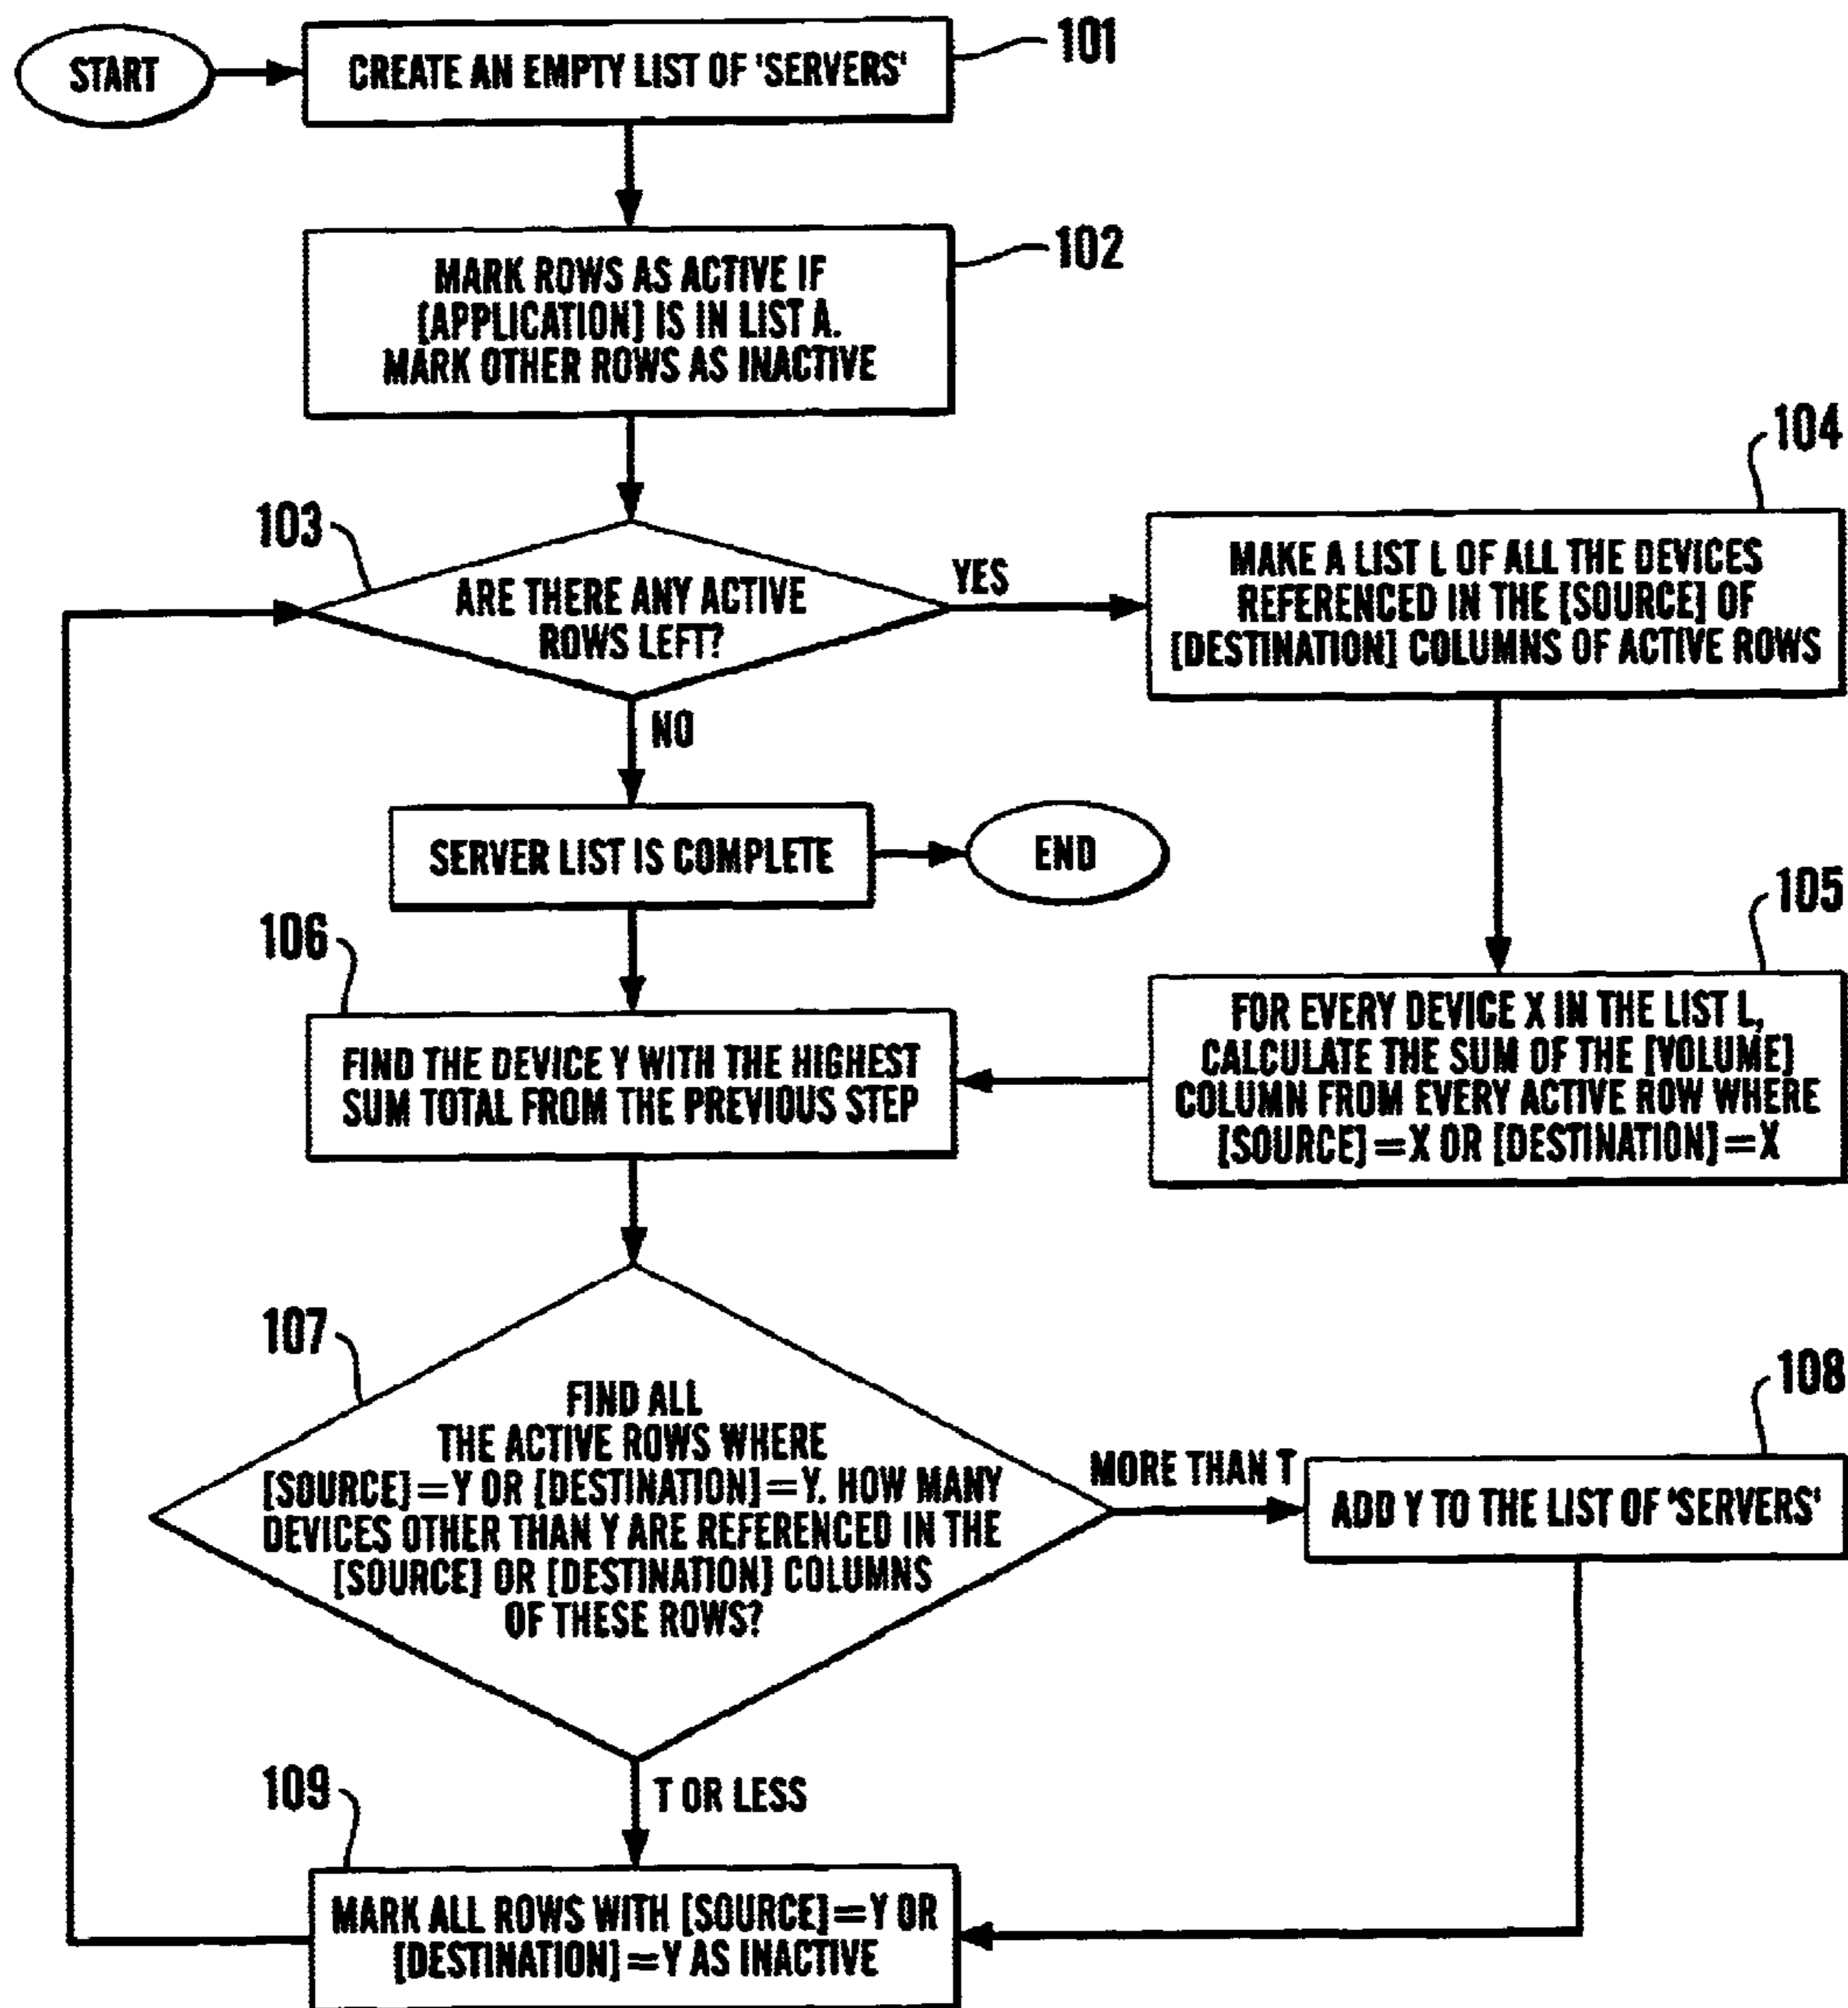 START
CREATE AN EMPTY LIST OF 'SERVERS'
101
MARK ROWS AS ACTIVE IF
[APPLICATION] IS IN LIST A.
MARK OTHER ROWS AS INACTIVE
102
103
ARE THERE ANY ACTIVE
ROWS LEFT?
YES
NO
104
MAKE A LIST L OF ALL THE DEVICES
REFERENCED IN THE [SOURCE] OF
[DESTINATION] COLUMNS OF ACTIVE ROWS
SERVER LIST IS COMPLETE
END
105
FOR EVERY DEVICE X IN THE LIST L,
CALCULATE THE SUM OF THE [VOLUME]
COLUMN FROM EVERY ACTIVE ROW WHERE
[SOURCE]=X OR [DESTINATION]=X
106
FIND THE DEVICE Y WITH THE HIGHEST
SUM TOTAL FROM THE PREVIOUS STEP
107
FIND ALL
THE ACTIVE ROWS WHERE
[SOURCE]=Y OR [DESTINATION]=Y. HOW MANY
DEVICES OTHER THAN Y ARE REFERENCED IN THE
[SOURCE] OR [DESTINATION] COLUMNS
OF THESE ROWS?
MORE THAN T
108
ADD Y TO THE LIST OF 'SERVERS'
T OR LESS
109
MARK ALL ROWS WITH [SOURCE]=Y OR
[DESTINATION]=Y AS INACTIVE